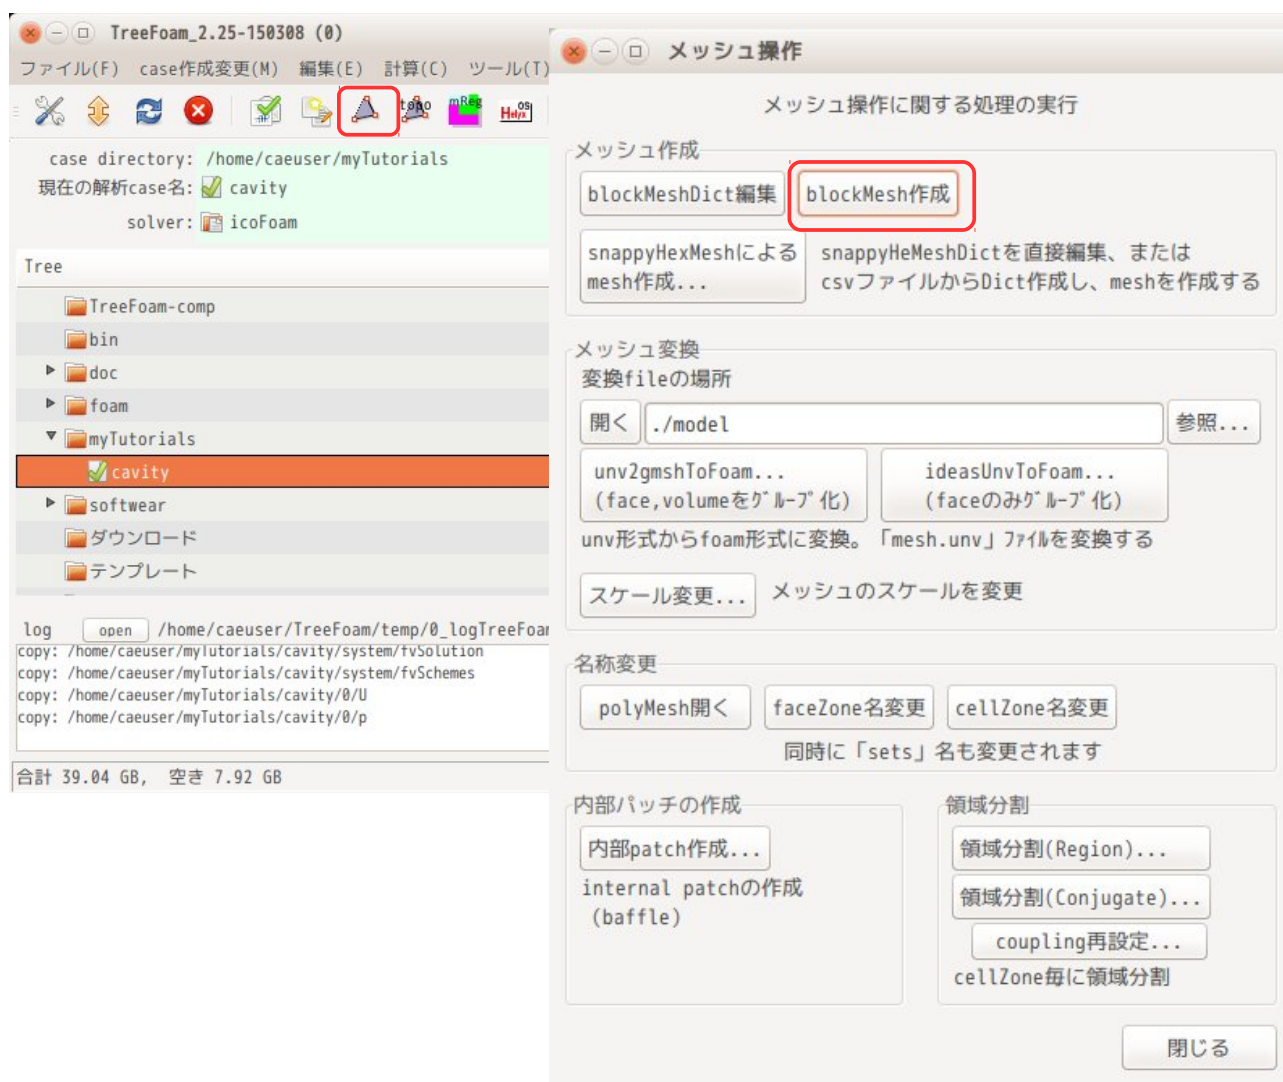 TreeFoam_2.25-150308 (0)
ファイル(F) case作成変更(M) 編集(E) 計算(C) ツール(T)
topo
mReg
Helyx OS
case directory: /home/caeuser/myTutorials
現在の解析case名: cavity
solver: icoFoam
Tree
TreeFoam-comp
bin
doc
foam
myTutorials
cavity
softwear
ダウンロード
テンプレート
log open /home/caeuser/TreeFoam/temp/0_logTreeFoam
copy: /home/caeuser/myTutorials/cavity/system/fvSolution
copy: /home/caeuser/myTutorials/cavity/system/fvSchemes
copy: /home/caeuser/myTutorials/cavity/0/U
copy: /home/caeuser/myTutorials/cavity/0/p
合計 39.04 GB, 空き 7.92 GB
メッシュ操作
メッシュ操作に関する処理の実行
メッシュ作成
blockMeshDict編集 blockMesh作成
snappyHexMeshによる
mesh作成...
snappyHeMeshDictを直接編集、または
csvファイルからDict作成し、meshを作成する
メッシュ変換
変換fileの場所
開く ./model 参照...
unv2gmshToFoam...
(face,volumeをｸﾞﾙｰﾌﾟ化)
ideasUnvToFoam...
(faceのみｸﾞﾙｰﾌﾟ化)
unv形式からfoam形式に変換。「mesh.unv」ﾌｧｲﾙを変換する
スケール変更... メッシュのスケールを変更
名称変更
polyMesh開く faceZone名変更 cellZone名変更
同時に「sets」名も変更されます
内部パッチの作成
内部patch作成...
internal patchの作成
(baffle)
領域分割
領域分割(Region)...
領域分割(Conjugate)...
coupling再設定...
cellZone毎に領域分割
閉じる